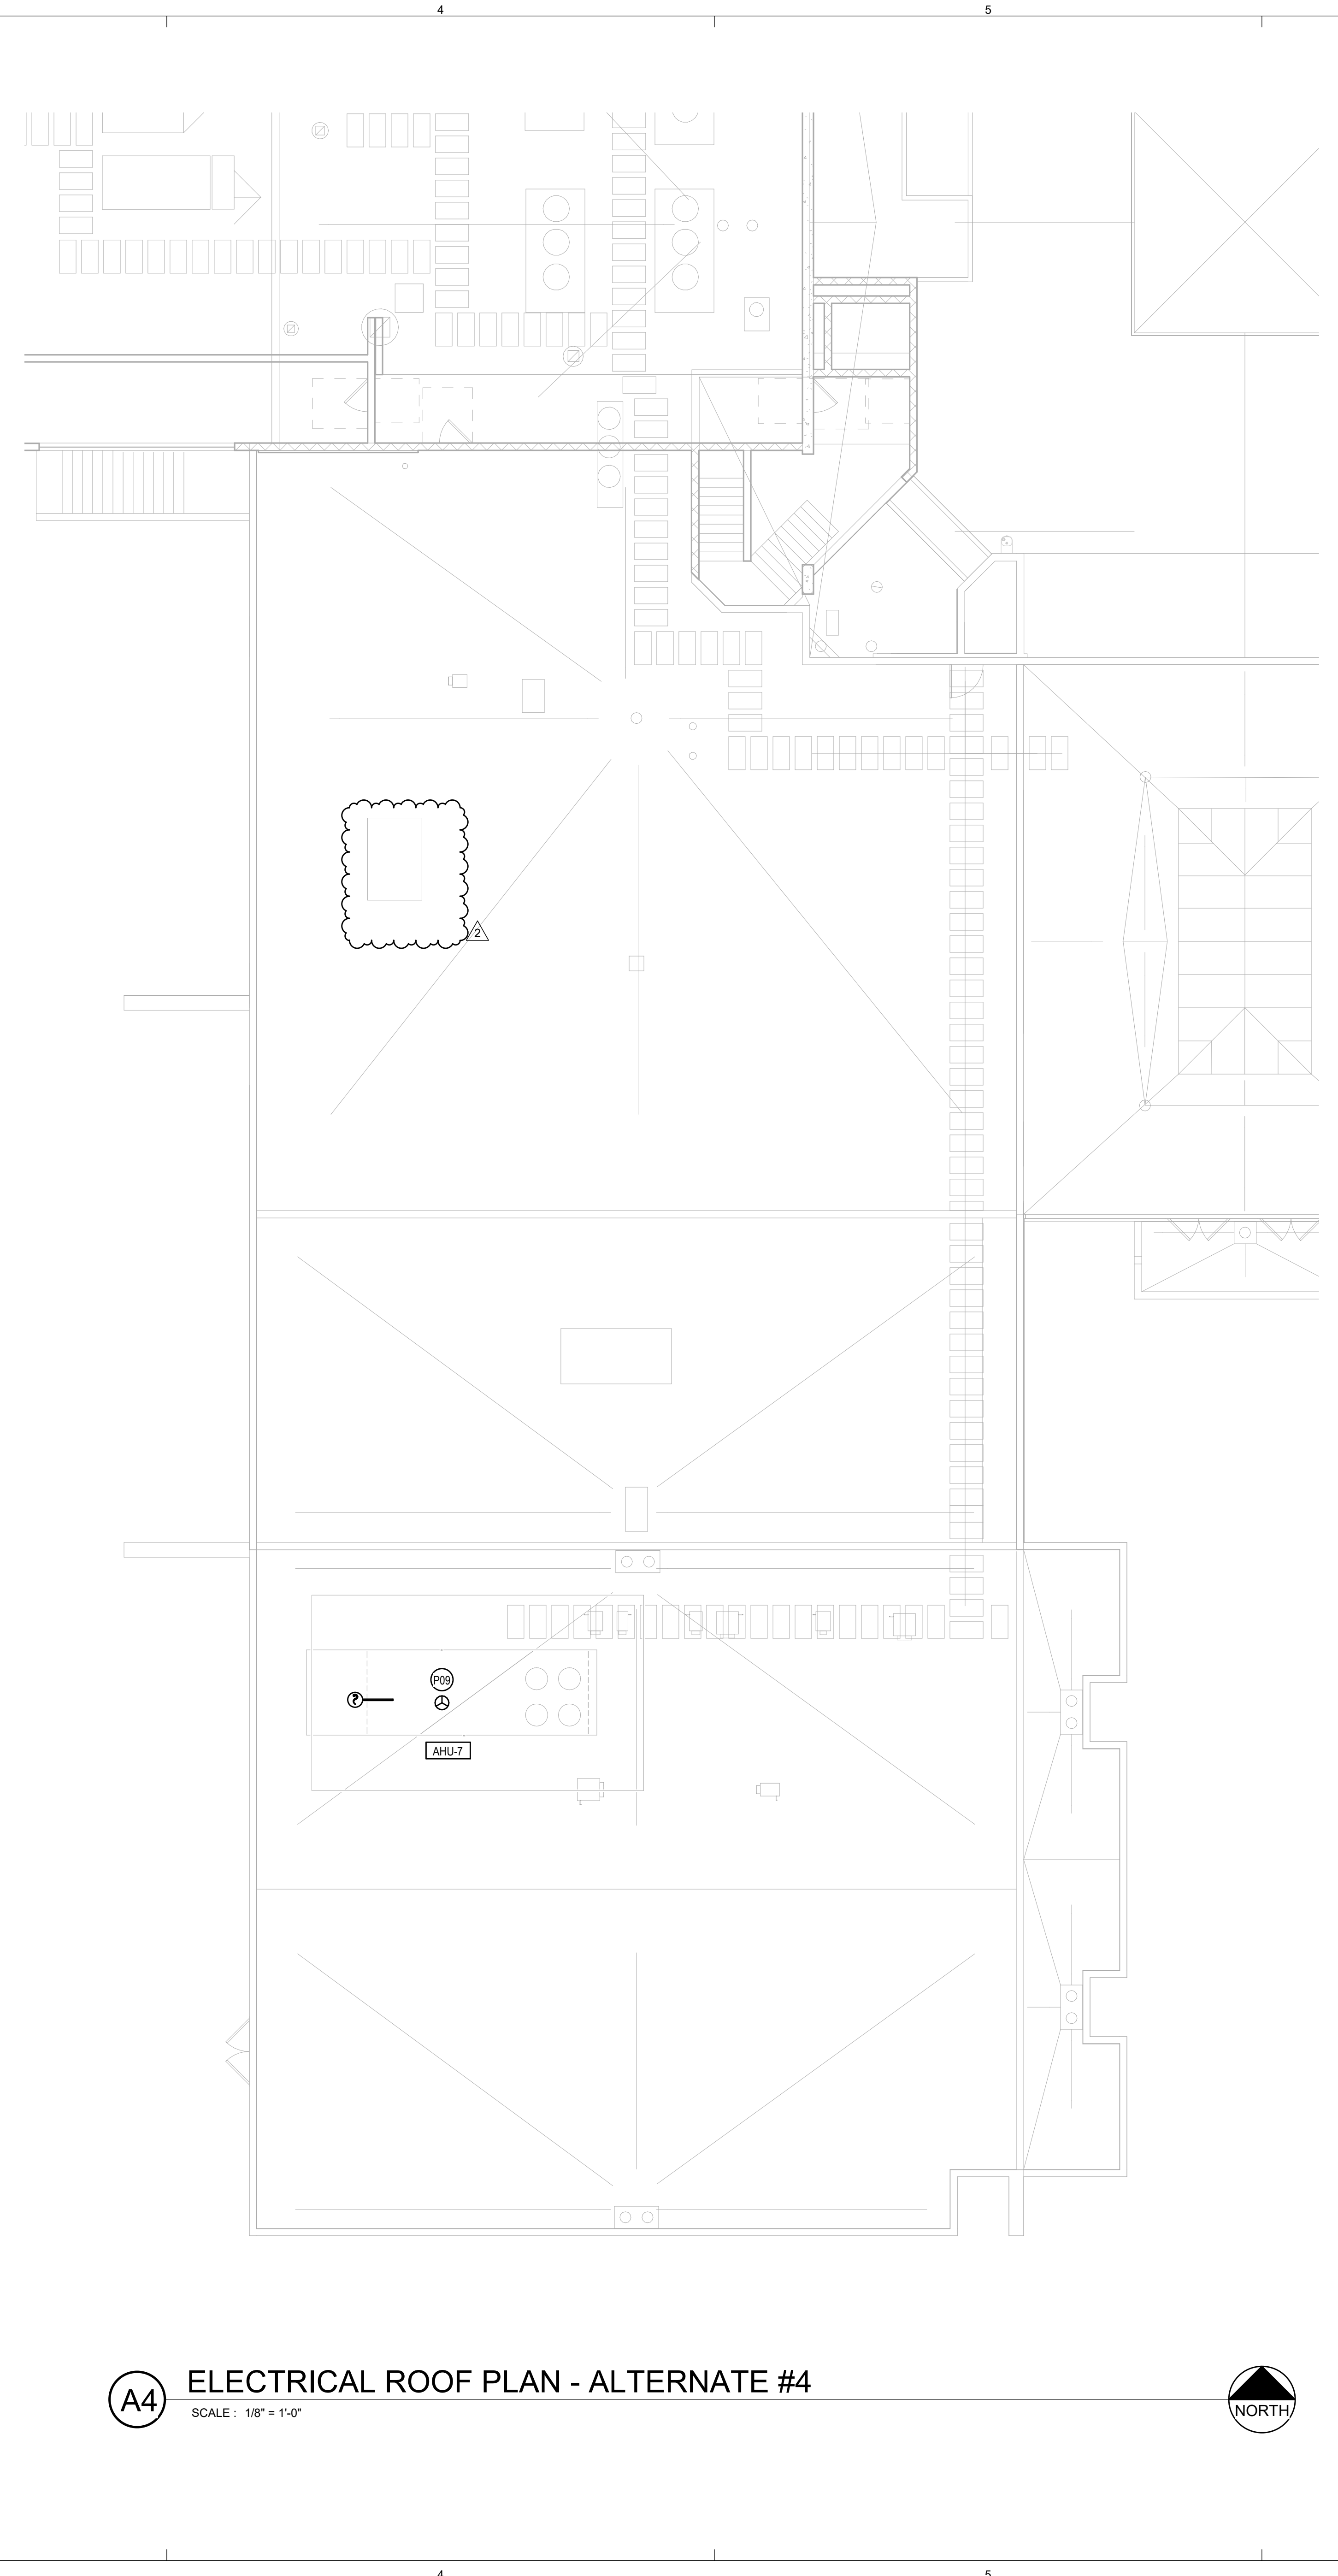 4
5
2
P09
AHU-7
A4
ELECTRICAL ROOF PLAN - ALTERNATE #4
SCALE : 1/8" = 1'-0"
NORTH
4
5